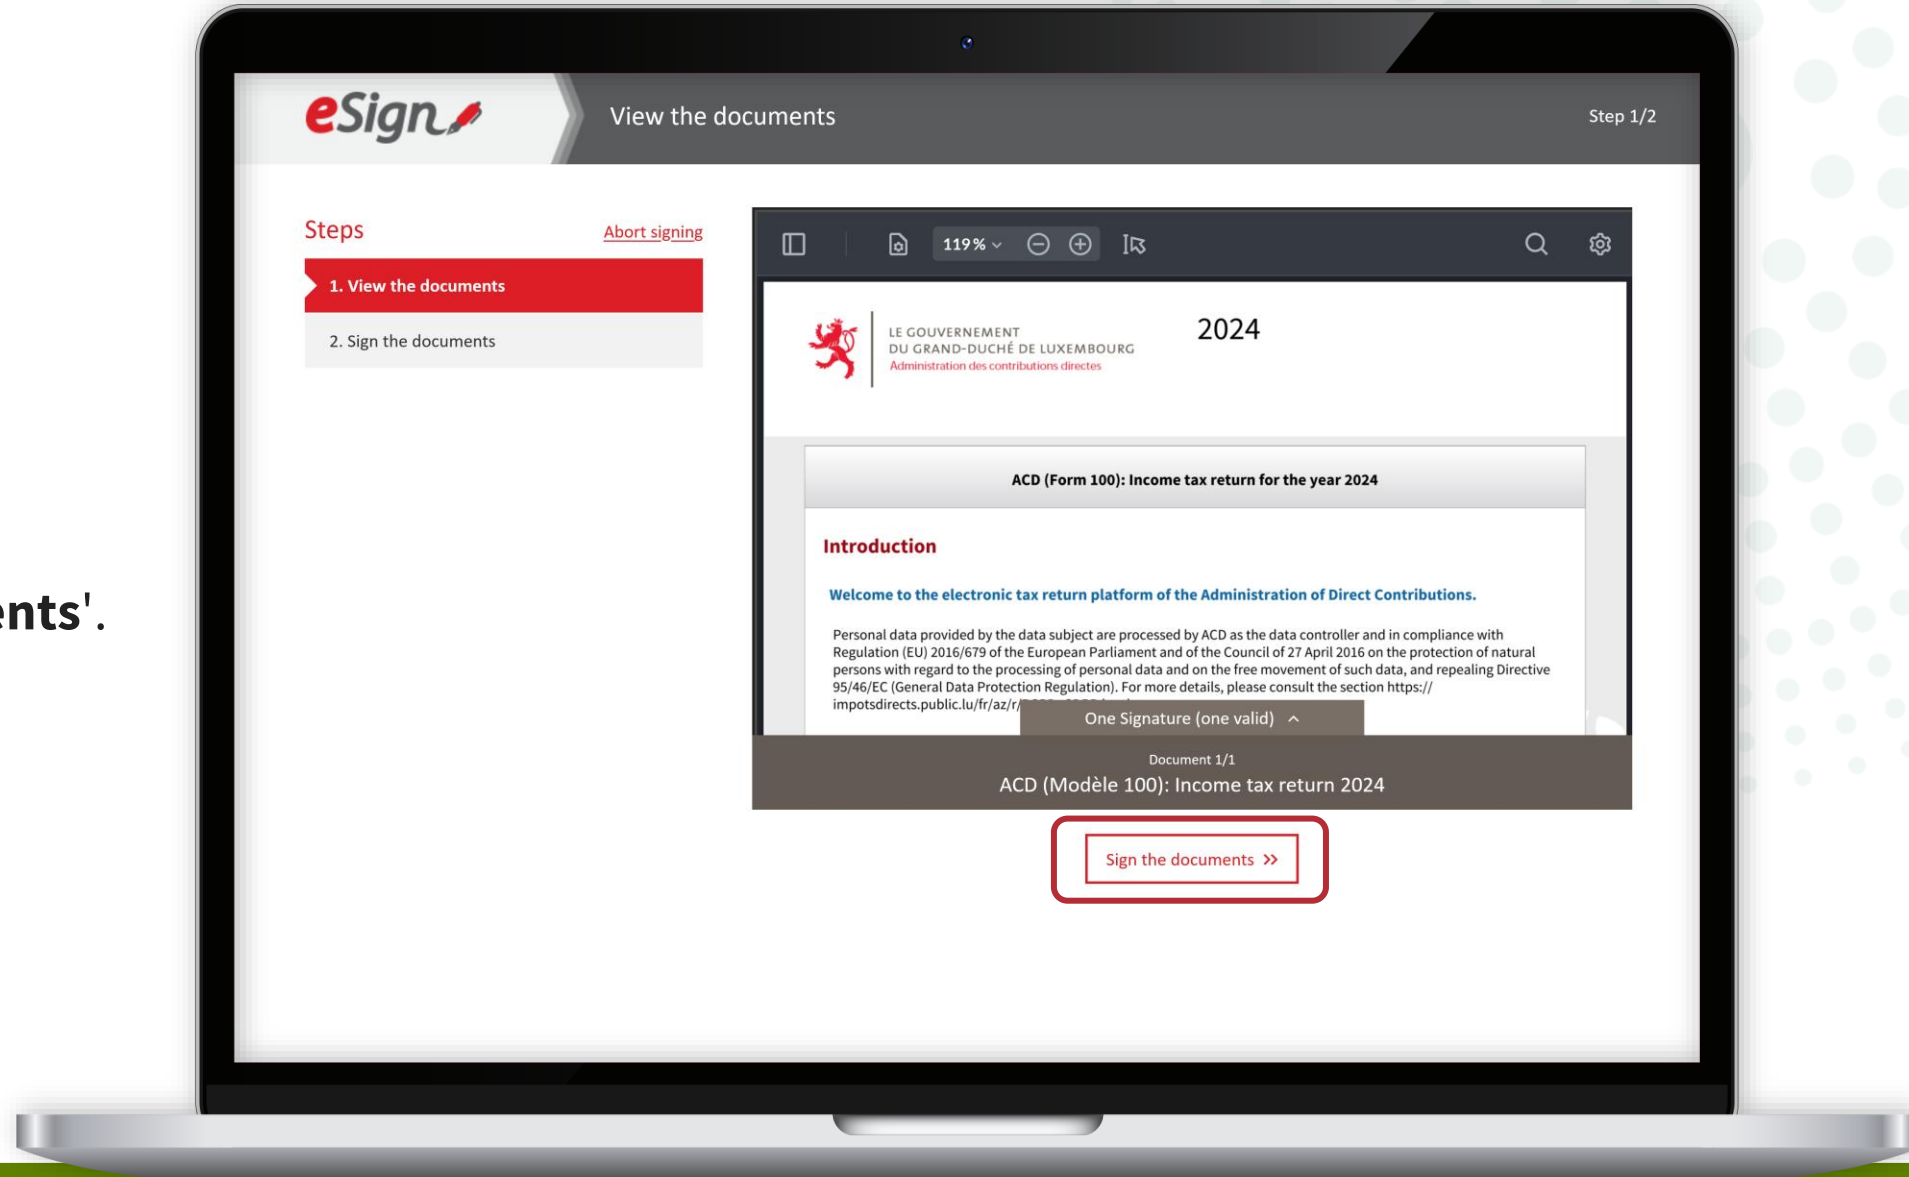 eSign
View the documents
Step 1/2
Steps
Abort signing
1. View the documents
2. Sign the documents
ents'.
119%
LE GOUVERNEMENT
DU GRAND-DUCHÉ DE LUXEMBOURG
Administration des contributions directes
2024
ACD (Form 100): Income tax return for the year 2024
Introduction
Welcome to the electronic tax return platform of the Administration of Direct Contributions.
Personal data provided by the data subject are processed by ACD as the data controller and in compliance with
Regulation (EU) 2016/679 of the European Parliament and of the Council of 27 April 2016 on the protection of natural
persons with regard to the processing of personal data and on the free movement of such data, and repealing Directive
95/46/EC (General Data Protection Regulation). For more details, please consult the section https://
impotsdirects.public.lu/fr/az/r/
One Signature (one valid)
Document 1/1
ACD (Modèle 100): Income tax return 2024
Sign the documents >>